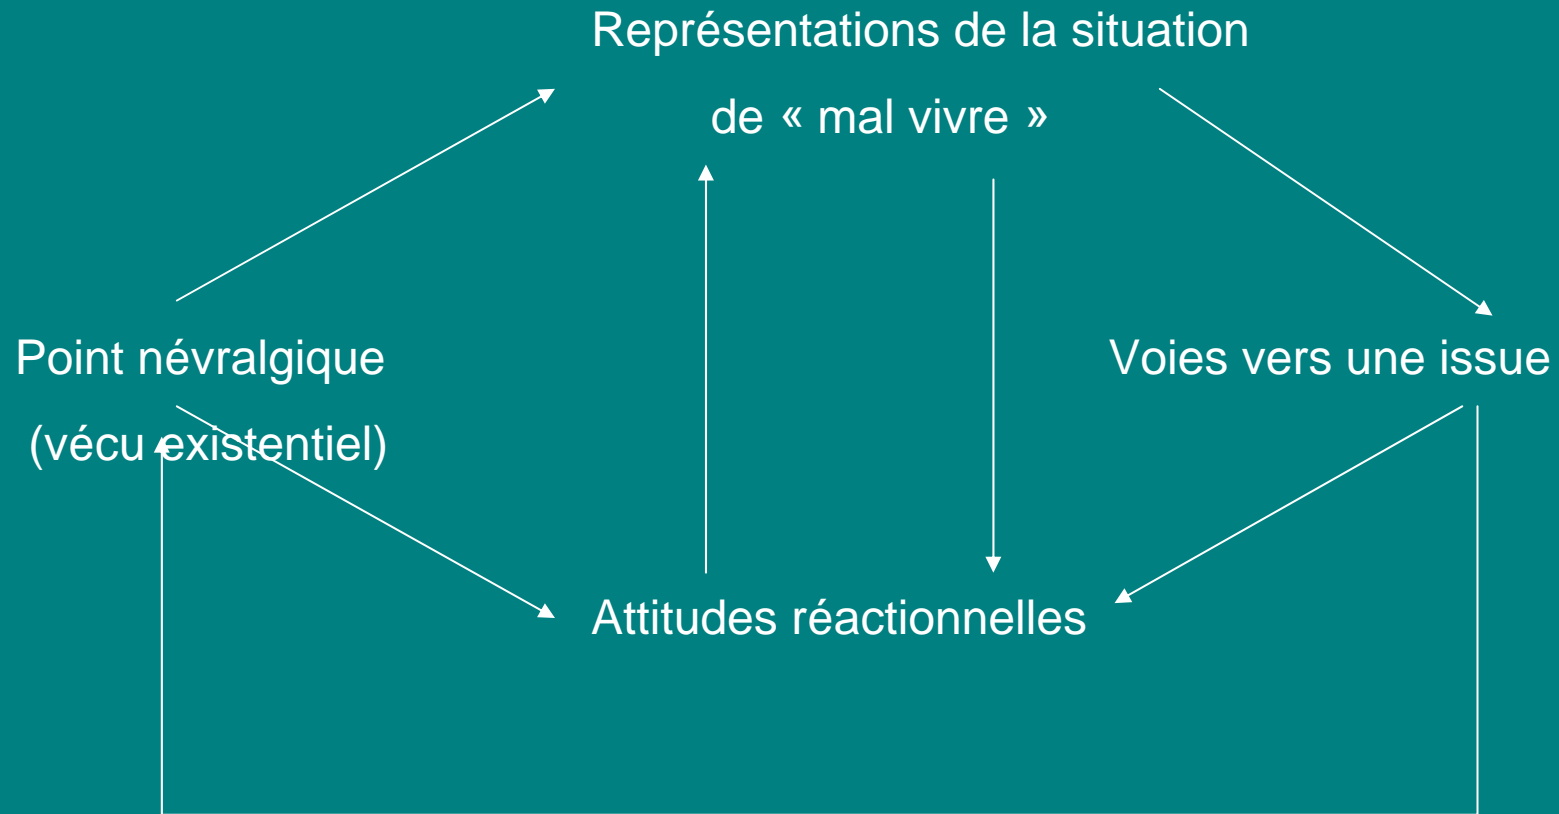 Représentations de la situation
de « mal vivre »
Point névralgique
(vécu existentiel)
Voies vers une issue
Attitudes réactionnelles